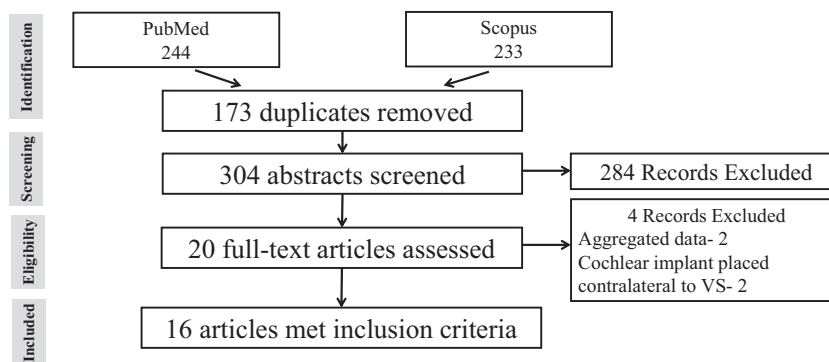 Identification
PubMed
244
Scopus
233
173 duplicates removed
Screening
304 abstracts screened
284 Records Excluded
Eligibility
20 full-text articles assessed
4 Records Excluded
Aggregated data- 2
Cochlear implant placed
contralateral to VS- 2
Included
16 articles met inclusion criteria